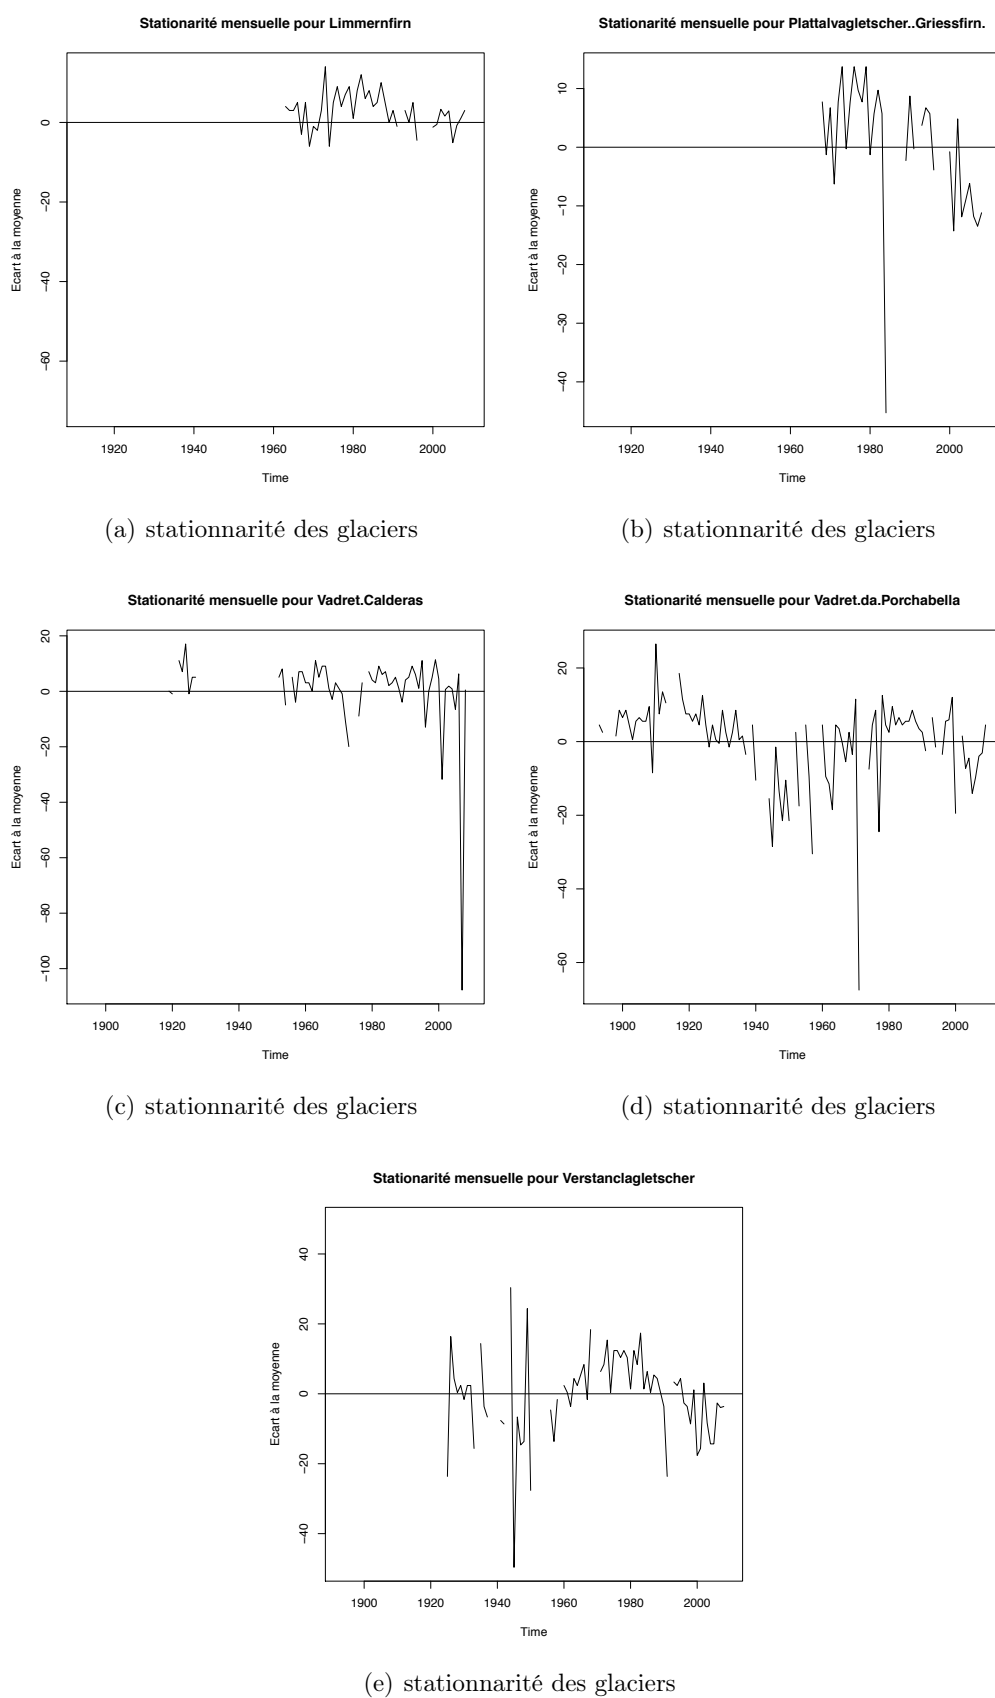 Stationarité mensuelle pour Limmernfirn
Ecart à la moyenne
0
−20
−40
−60
1920 1940 1960 1980 2000
Time
(a) stationnarité des glaciers
Stationarité mensuelle pour Plattalvagletscher..Griessfirn.
Ecart à la moyenne
10
0
−10
−20
−30
−40
1920 1940 1960 1980 2000
Time
(b) stationnarité des glaciers
Stationarité mensuelle pour Vadret.Calderas
Ecart à la moyenne
20
0
−20
−40
−60
−80
−100
1900 1920 1940 1960 1980 2000
Time
(c) stationnarité des glaciers
Stationarité mensuelle pour Vadret.da.Porchabella
Ecart à la moyenne
20
0
−20
−40
−60
1900 1920 1940 1960 1980 2000
Time
(d) stationnarité des glaciers
Stationarité mensuelle pour Verstanclagletscher
Ecart à la moyenne
40
20
0
−20
−40
1900 1920 1940 1960 1980 2000
Time
(e) stationnarité des glaciers